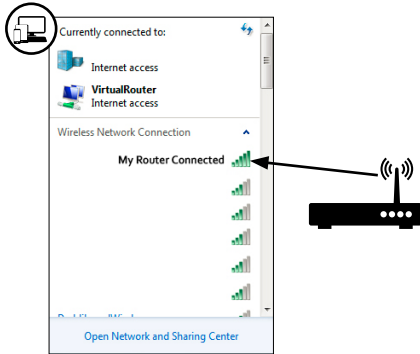 Currently connected to:
Internet access
VirtualRouter
Internet access
Wireless Network Connection
My Router Connected
Open Network and Sharing Center